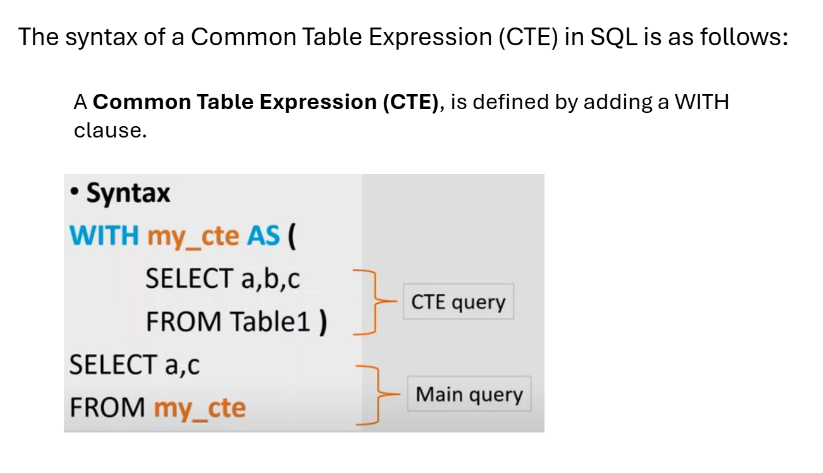 The syntax of a Common Table Expression (CTE) in SQL is as follows:
A Common Table Expression (CTE), is defined by adding a WITH
clause.
• Syntax
WITH my_cte AS (
SELECT a,b,c
FROM Table1 )
CTE query
SELECT a,c
FROM my_cte
Main query